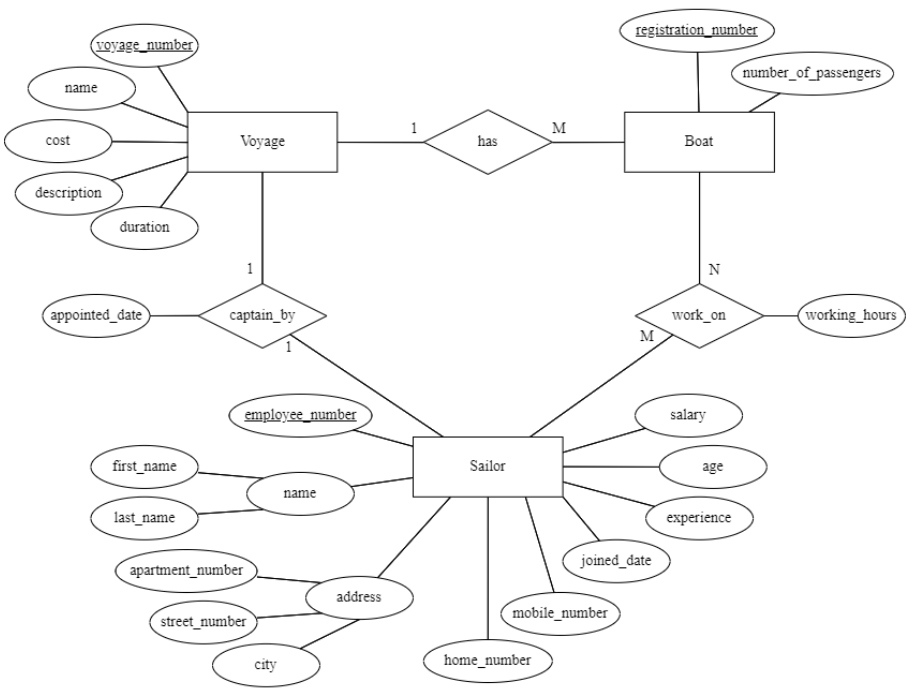 voyage_number
name
cost
description
duration
Voyage
1
has
M
Boat
registration_number
number_of_passengers
1
appointed_date
captain_by
1
N
work_on
M
working_hours
employee_number
Sailor
salary
age
experience
joined_date
mobile_number
home_number
first_name
last_name
name
apartment_number
street_number
city
address